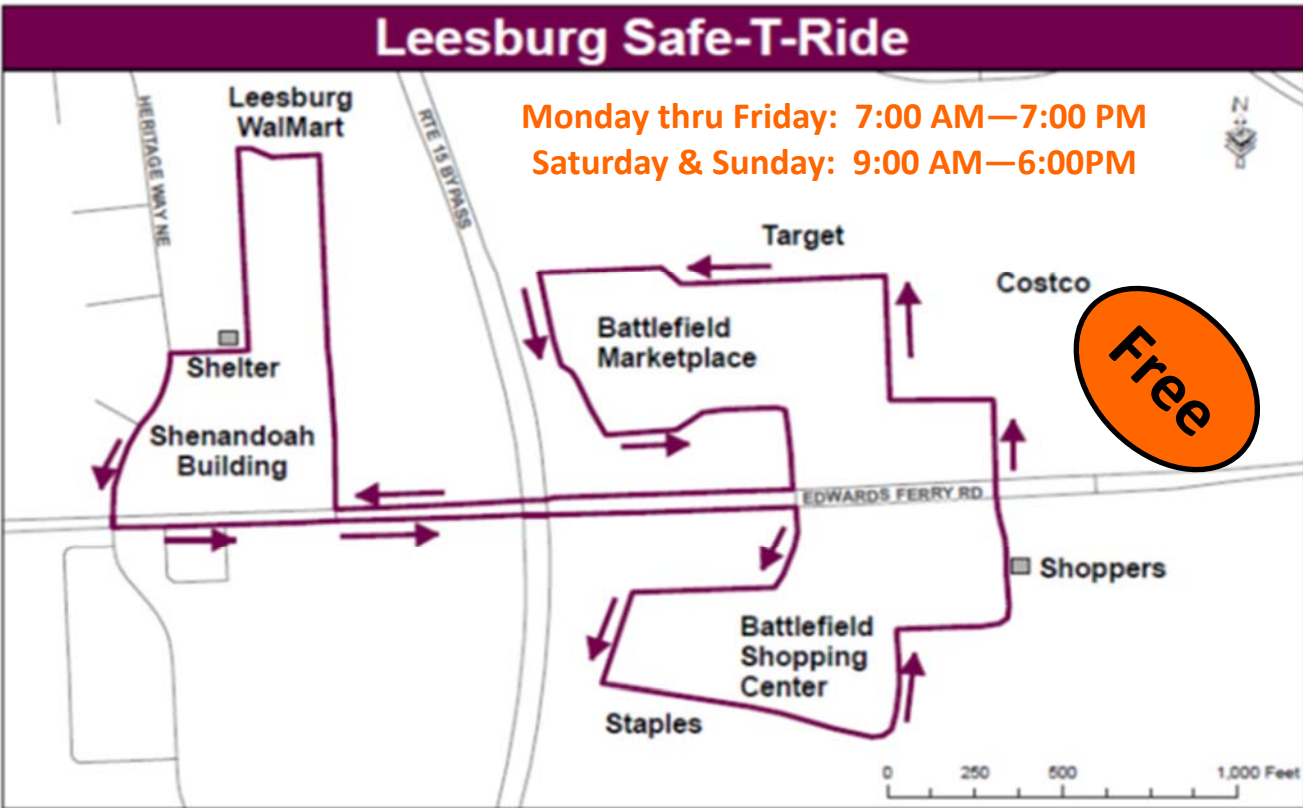 Leesburg Safe-T-Ride
Monday thru Friday:  7:00 AM—7:00 PM
Saturday & Sunday:  9:00 AM—6:00PM
N
HERITAGE WAY NE
Leesburg
WalMart
RTE 15 BYPASS
Target
Costco
Free
Battlefield
Marketplace
Shelter
Shenandoah
Building
EDWARDS FERRY RD
Shoppers
Battlefield
Shopping
Center
Staples
0 250 500 1,000 Feet